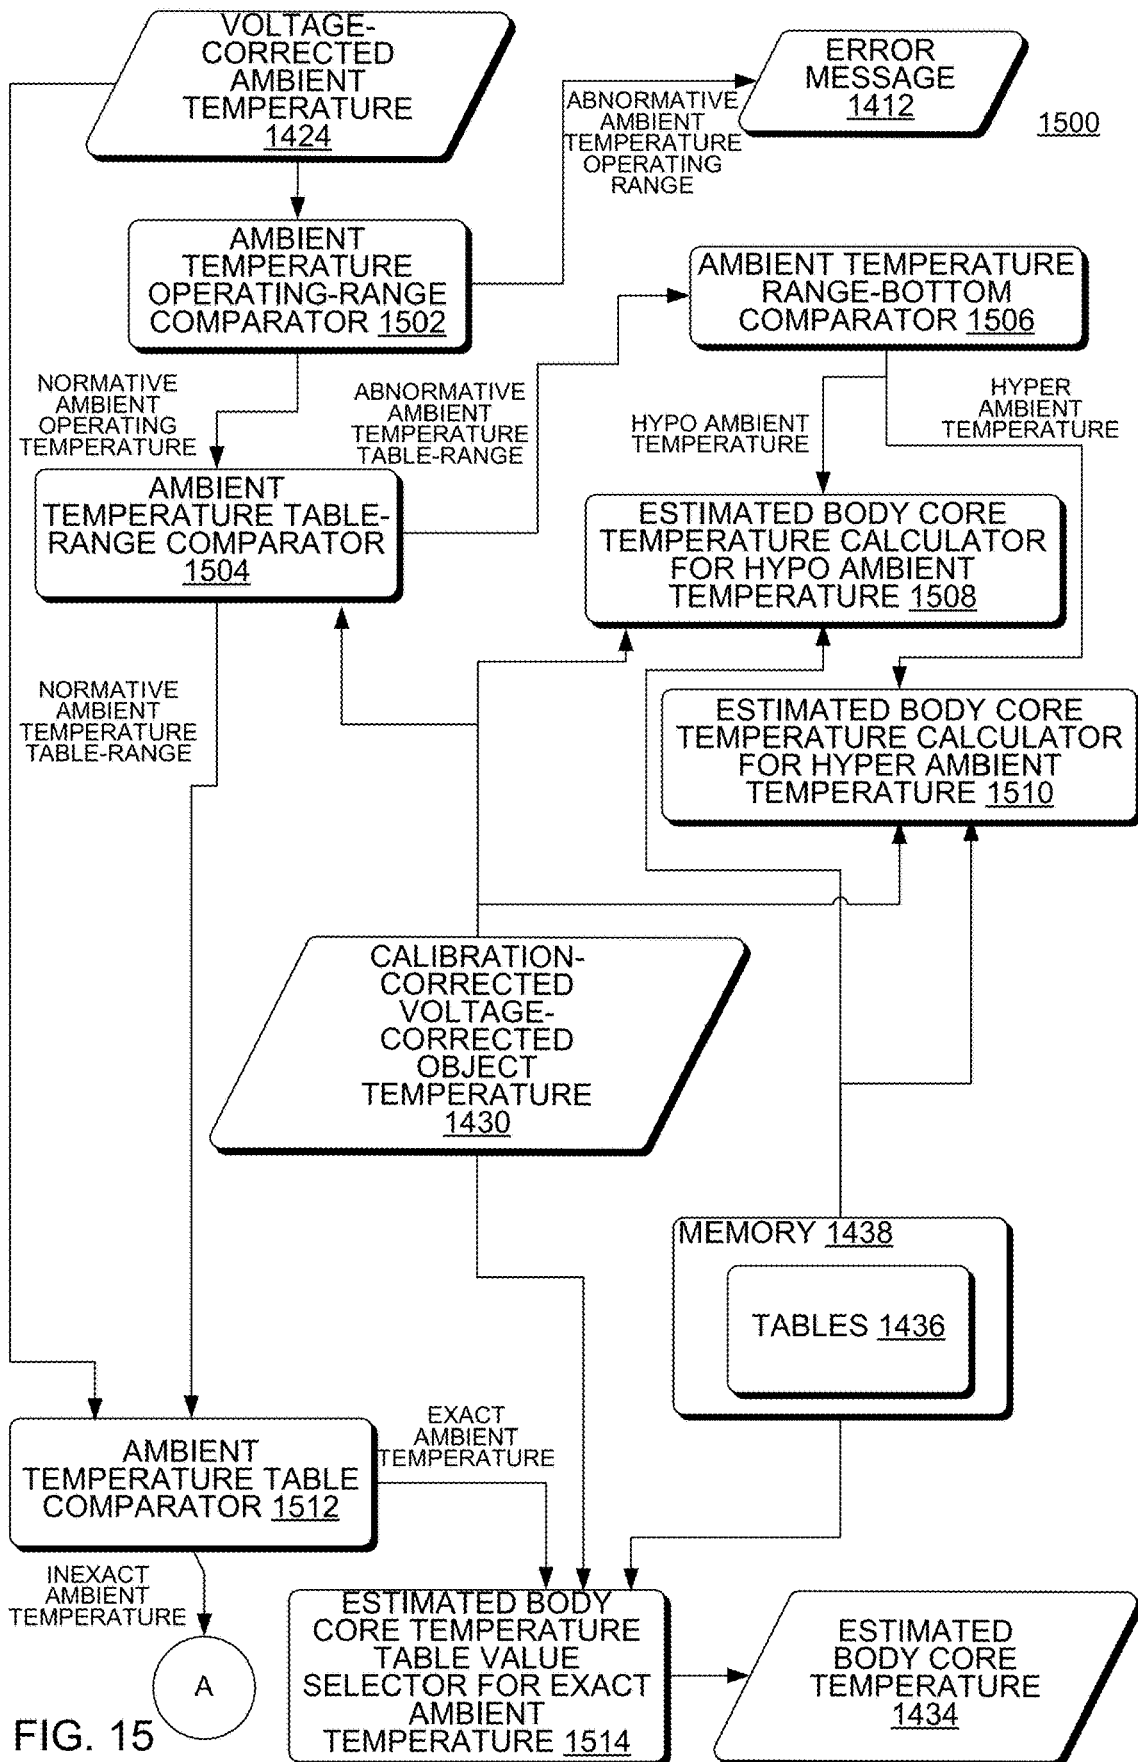 VOLTAGE-
CORRECTED
AMBIENT
TEMPERATURE
1424
ERROR
MESSAGE
1412
1500
ABNORMATIVE
AMBIENT
TEMPERATURE
OPERATING
RANGE
AMBIENT
TEMPERATURE
OPERATING-RANGE
COMPARATOR 1502
AMBIENT TEMPERATURE
RANGE-BOTTOM
COMPARATOR 1506
NORMATIVE
AMBIENT
OPERATING
TEMPERATURE
ABNORMATIVE
AMBIENT
TEMPERATURE
TABLE-RANGE
HYPO AMBIENT
TEMPERATURE
HYPER
AMBIENT
TEMPERATURE
AMBIENT
TEMPERATURE TABLE-
RANGE COMPARATOR
1504
ESTIMATED BODY CORE
TEMPERATURE CALCULATOR
FOR HYPO AMBIENT
TEMPERATURE 1508
NORMATIVE
AMBIENT
TEMPERATURE
TABLE-RANGE
ESTIMATED BODY CORE
TEMPERATURE CALCULATOR
FOR HYPER AMBIENT
TEMPERATURE 1510
CALIBRATION-
CORRECTED
VOLTAGE-
CORRECTED
OBJECT
TEMPERATURE
1430
MEMORY 1438
TABLES 1436
AMBIENT
TEMPERATURE TABLE
COMPARATOR 1512
EXACT
AMBIENT
TEMPERATURE
INEXACT
AMBIENT
TEMPERATURE
A
ESTIMATED BODY
CORE TEMPERATURE
TABLE VALUE
SELECTOR FOR EXACT
AMBIENT
TEMPERATURE 1514
ESTIMATED
BODY CORE
TEMPERATURE
1434
FIG. 15